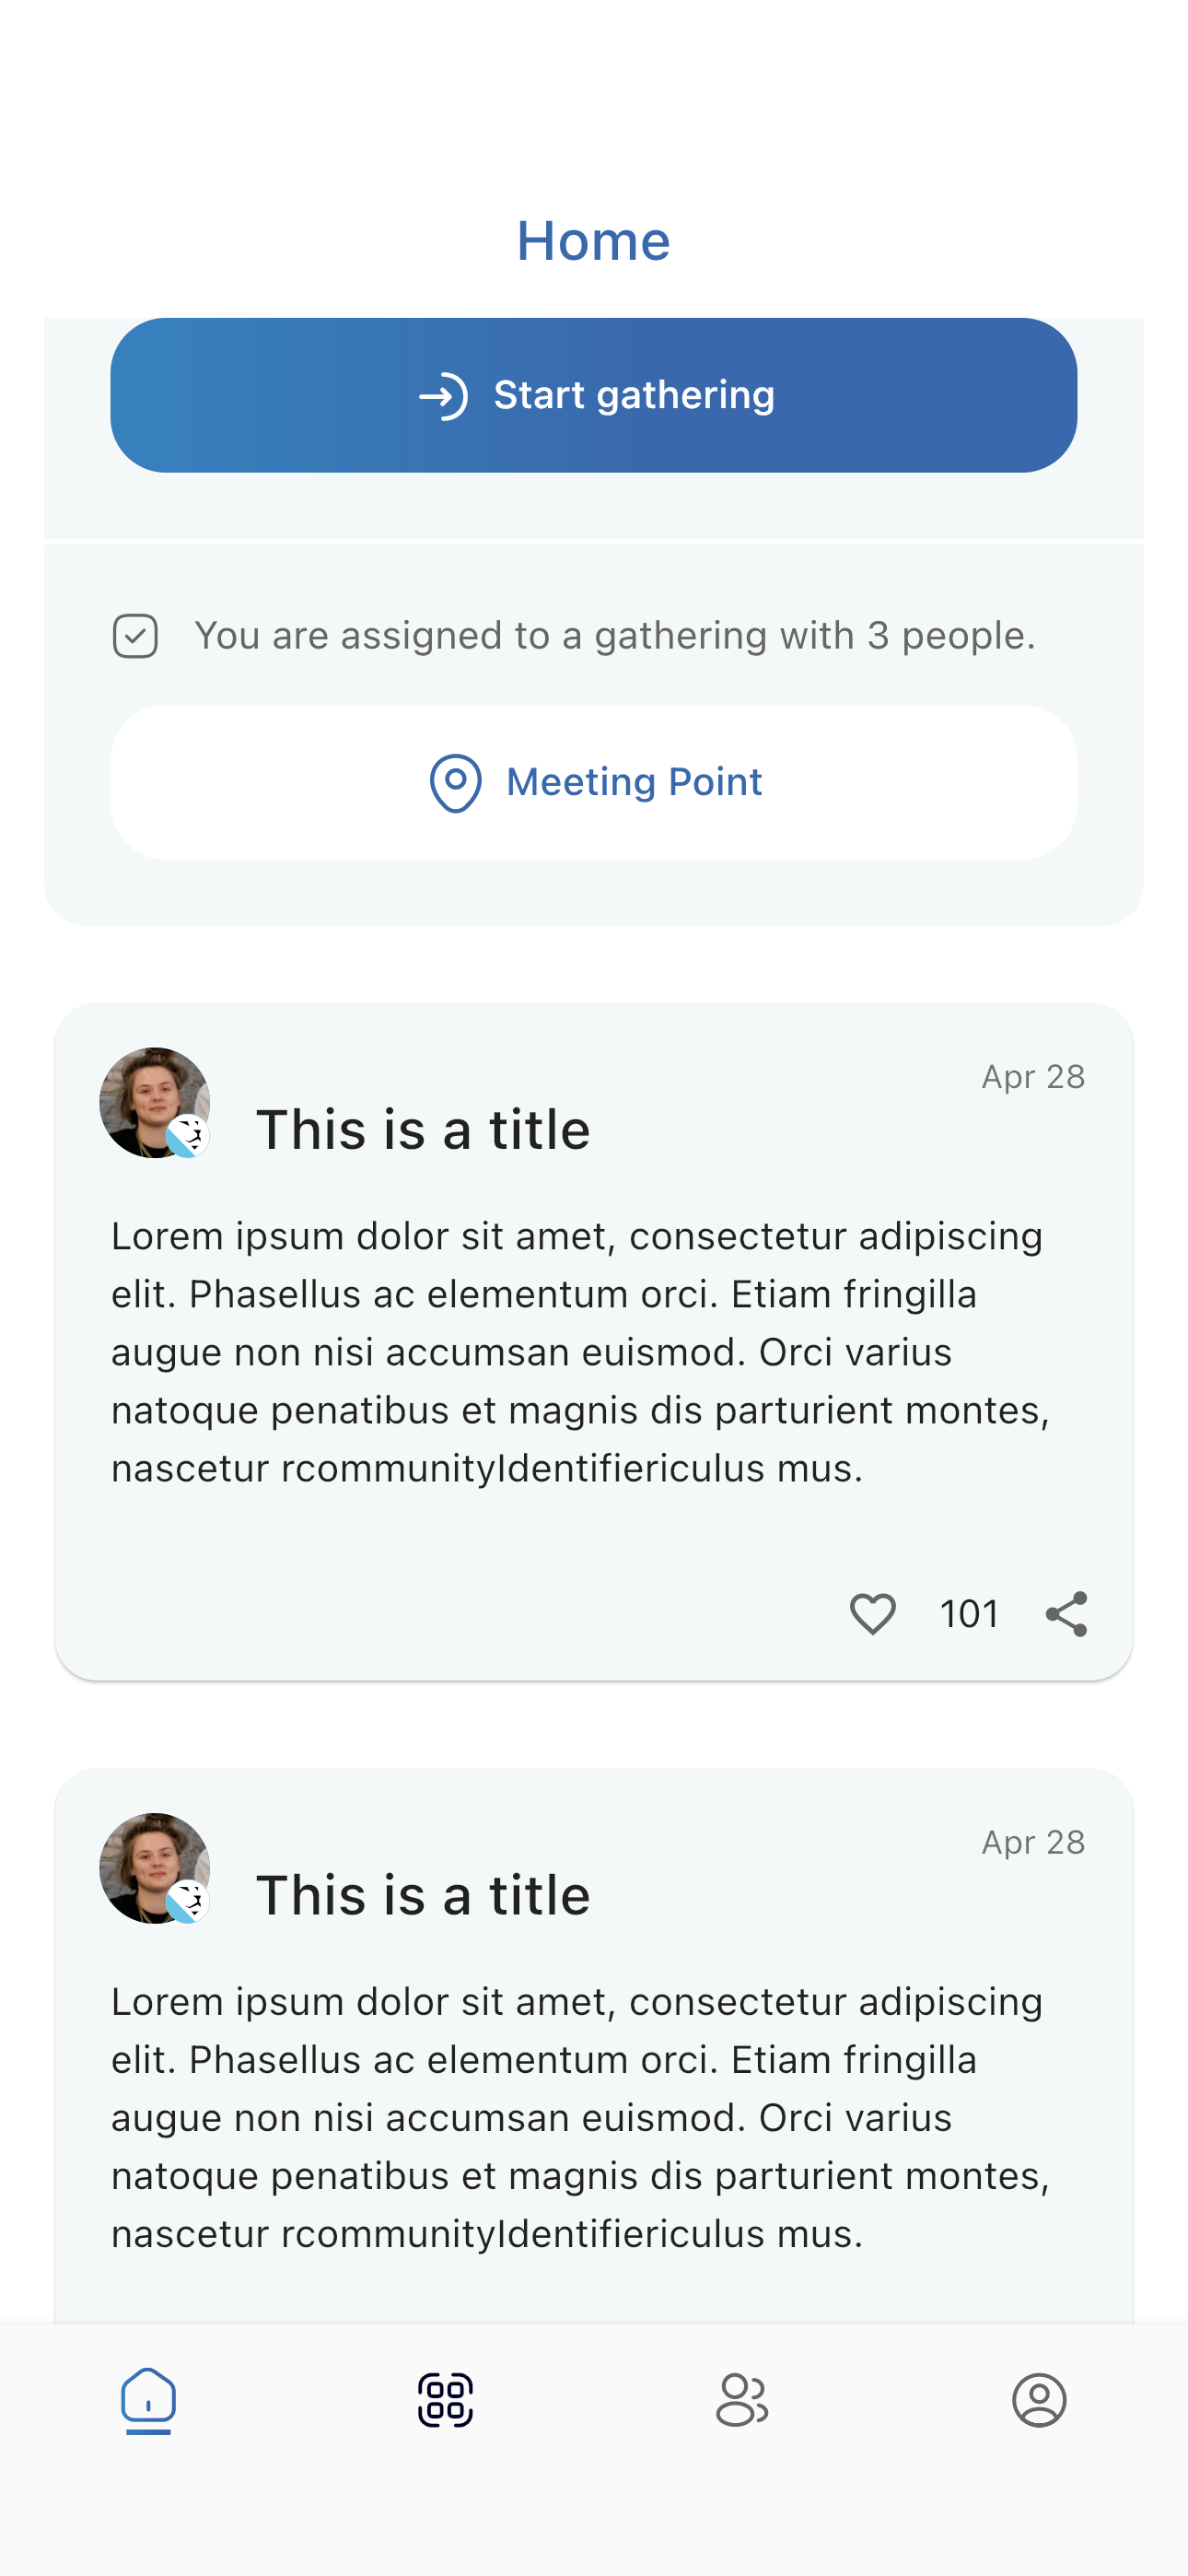 Home
Start gathering
You are assigned to a gathering with 3 people.
Meeting Point
Apr 28
This is a title
Lorem ipsum dolor sit amet, consectetur adipiscing
elit. Phasellus ac elementum orci. Etiam fringilla
augue non nisi accumsan euismod. Orci varius
natoque penatibus et magnis dis parturient montes,
nascetur rcommunityIdentifiericulus mus.
101
Apr 28
This is a title
Lorem ipsum dolor sit amet, consectetur adipiscing
elit. Phasellus ac elementum orci. Etiam fringilla
augue non nisi accumsan euismod. Orci varius
natoque penatibus et magnis dis parturient montes,
nascetur rcommunityIdentifiericulus mus.